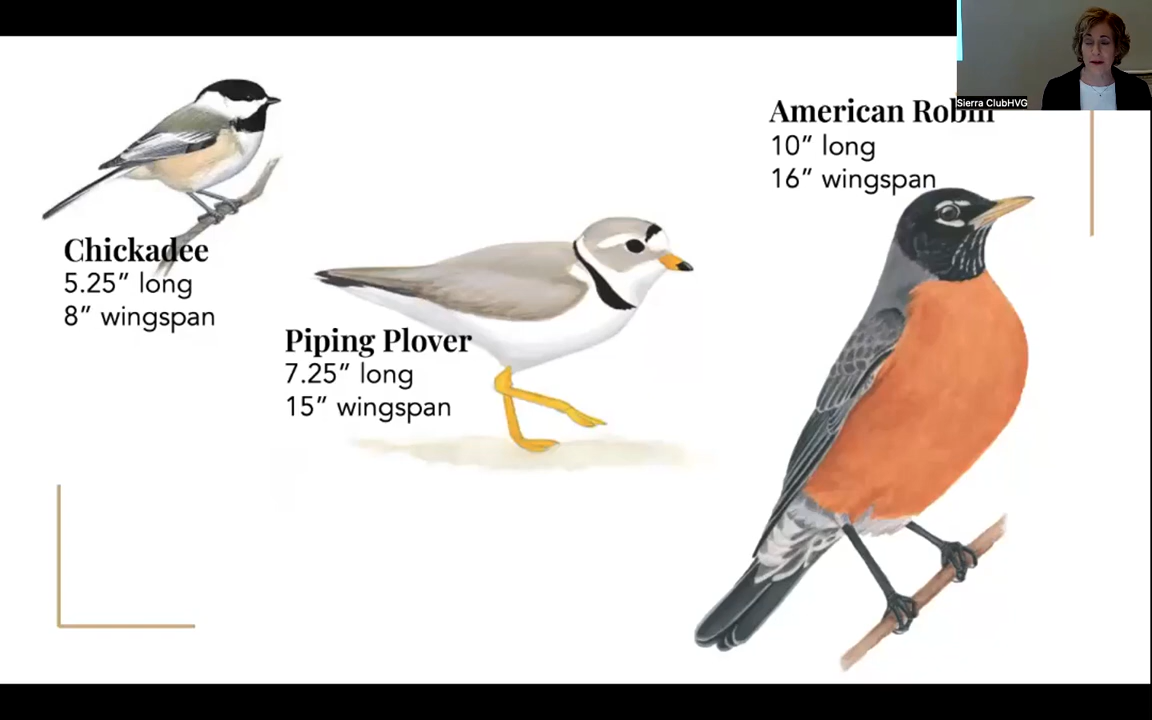 Sierra ClubHVG
American Robin
10” long
16” wingspan
Chickadee
5.25” long
8” wingspan
Piping Plover
7.25” long
15” wingspan